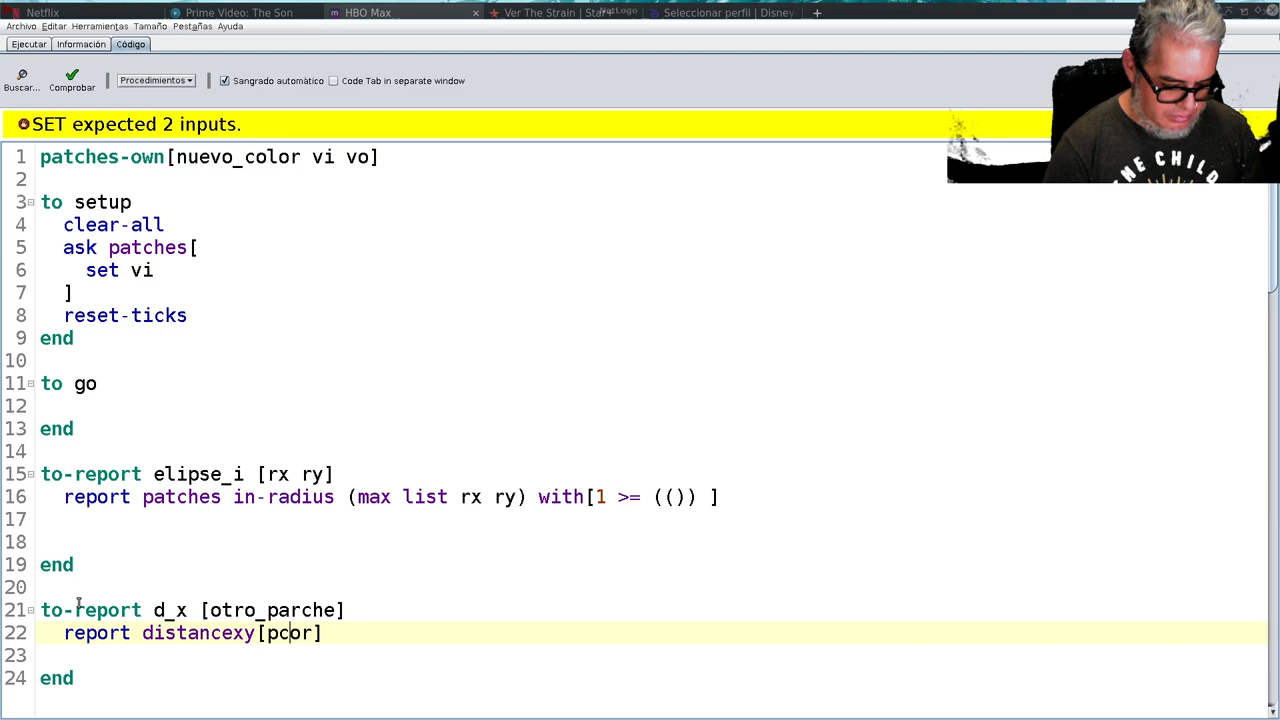 Netflix Prime Video: The Son HBO Max × Ver The Strain | Star+ NetLogo Seleccionar perfil | Disney +
Archivo Editar Herramientas Tamaño Pestañas Ayuda
Ejecutar Información Código
Buscar... Comprobar Procedimientos Sangrado automático Code Tab in separate window
SET expected 2 inputs.
1 patches-own[nuevo_color vi vo]
2
3 to setup
4 clear-all
5 ask patches[
6 set vi
7 ]
8 reset-ticks
9 end
10
11 to go
12
13 end
14
15 to-report elipse_i [rx ry]
16 report patches in-radius (max list rx ry) with[1 >= (()) ]
17
18
19 end
20
21 to-report d_x [otro_parche]
22 report distancexy[pcor]
23
24 end
THE CHILD